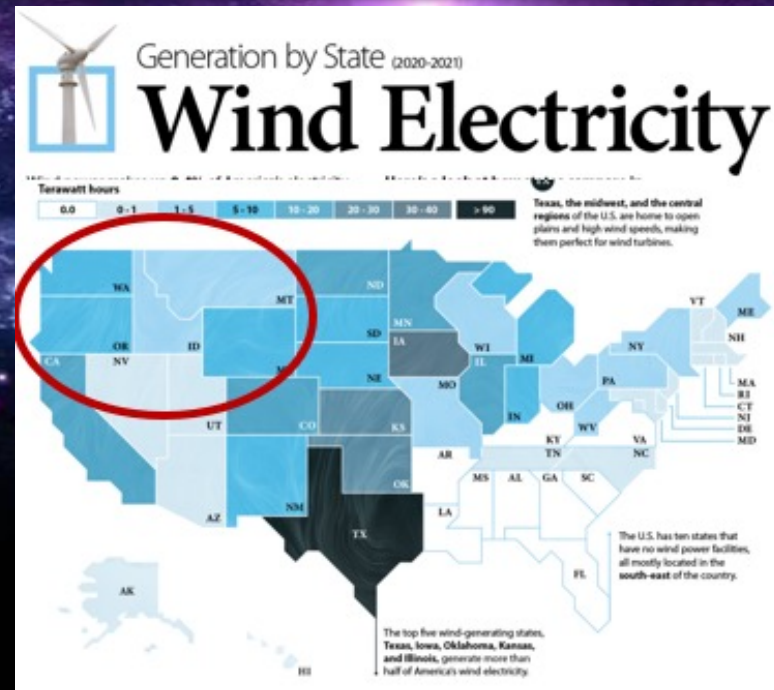 Generation by State (2020-2021)
Wind Electricity
Terawatt hours
0.0 0-1 1-5 5-10 10-20 20-30 30-40 > 90
Texas, the midwest, and the central
regions of the U.S. are home to open
plains and high wind speeds, making
them perfect for wind turbines.
WA MT ND MN VT ME
OR ID SD WI MI NY NH
CA NV IA NE IL PA
MA
RI
CT
NJ
DE
MD
UT CO KS MO IN OH WV VA KY
AZ NM OK AR TN NC
TX LA MS AL GA SC
AK HI FL
The U.S. has ten states that
have no wind power facilities,
all mostly located in the
south-east of the country.
The top five wind-generating states,
Texas, Iowa, Oklahoma, Kansas,
and Illinois, generate more than
half of America's wind electricity.